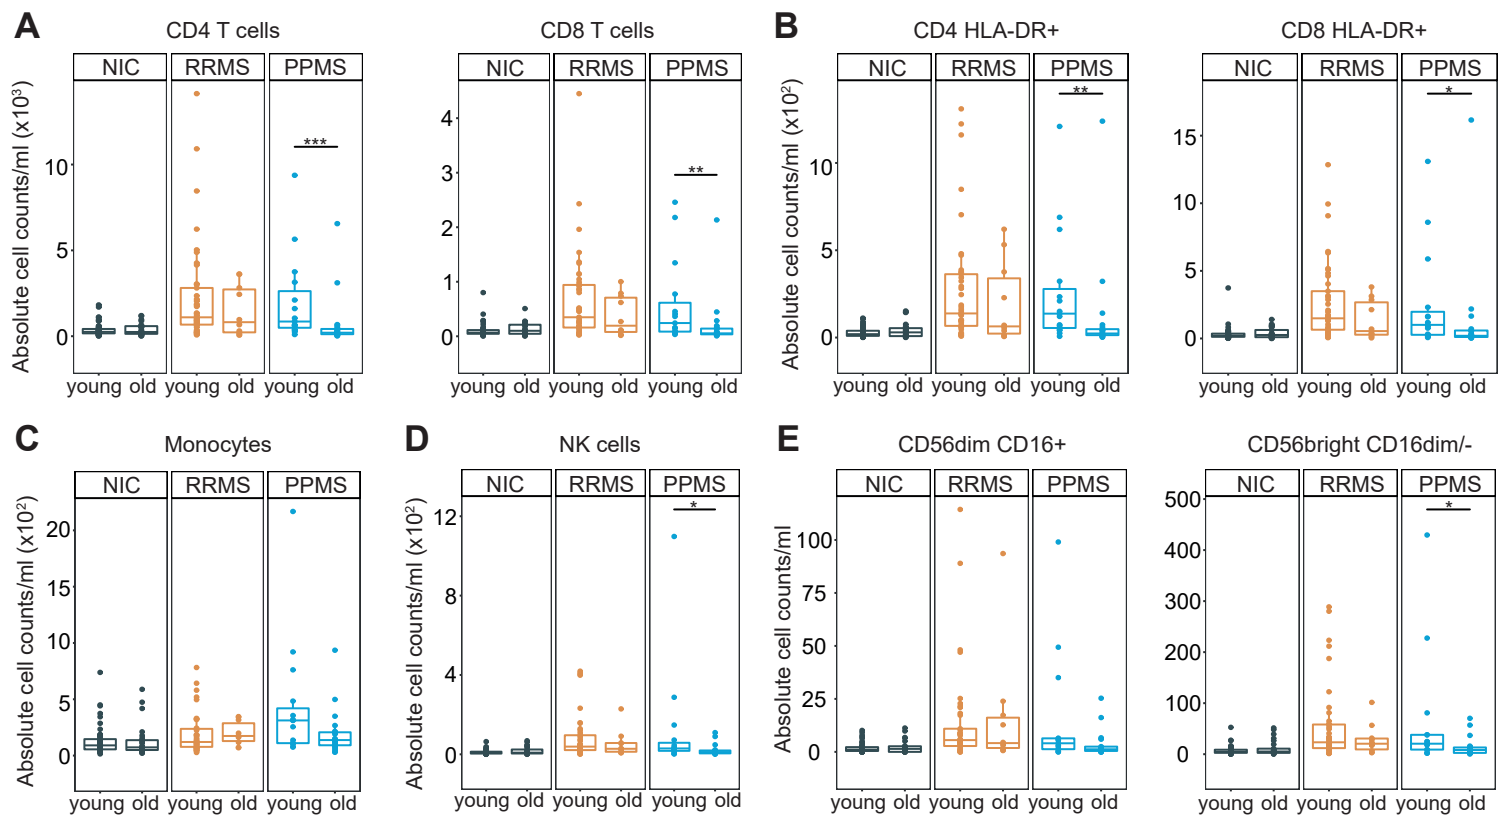 A
CD4 T cells
CD8 T cells
NIC RRMS PPMS
NIC RRMS PPMS
Absolute cell counts/ml (x10³)
10
5
0
***
4
3
2
1
0
**
young old young old young old
young old young old young old
B
CD4 HLA-DR+
CD8 HLA-DR+
NIC RRMS PPMS
NIC RRMS PPMS
Absolute cell counts/ml (x10²)
10
5
0
**
15
10
5
0
*
young old young old young old
young old young old young old
C
Monocytes
NIC RRMS PPMS
Absolute cell counts/ml (x10²)
20
15
10
5
0
young old young old young old
D
NK cells
NIC RRMS PPMS
Absolute cell counts/ml (x10²)
12
8
4
0
*
young old young old young old
E
CD56dim CD16+
CD56bright CD16dim/-
NIC RRMS PPMS
NIC RRMS PPMS
Absolute cell counts/ml
100
50
25
0
500
400
300
200
100
0
*
young old young old young old
young old young old young old